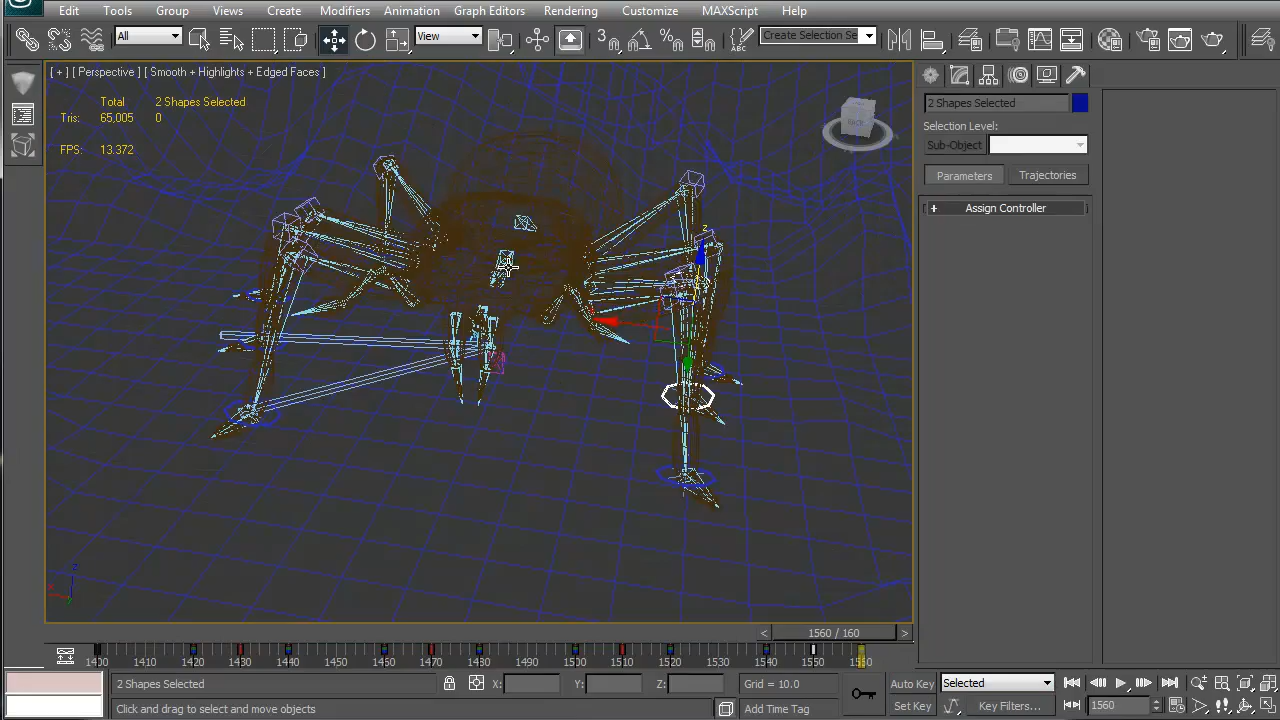 Edit Tools Group Views Create Modifiers Animation Graph Editors Rendering Customize MAXScript Help
All View 3 % ABC Create Selection Se
[ + ] [ Perspective ] [ Smooth + Highlights + Edged Faces ]
Total 2 Shapes Selected
Tris: 65,005 0
FPS: 13.372
BACK
2 Shapes Selected
Selection Level:
Sub-Object
Parameters Trajectories
+ Assign Controller
z
x
< 1560 / 160 >
1400 1410 1420 1430 1440 1450 1460 1470 1480 1490 1500 1510 1520 1530 1540 1550
2 Shapes Selected X: Y: Z: Grid = 10.0 Auto Key Selected
Click and drag to select and move objects Add Time Tag Set Key Key Filters... 1560